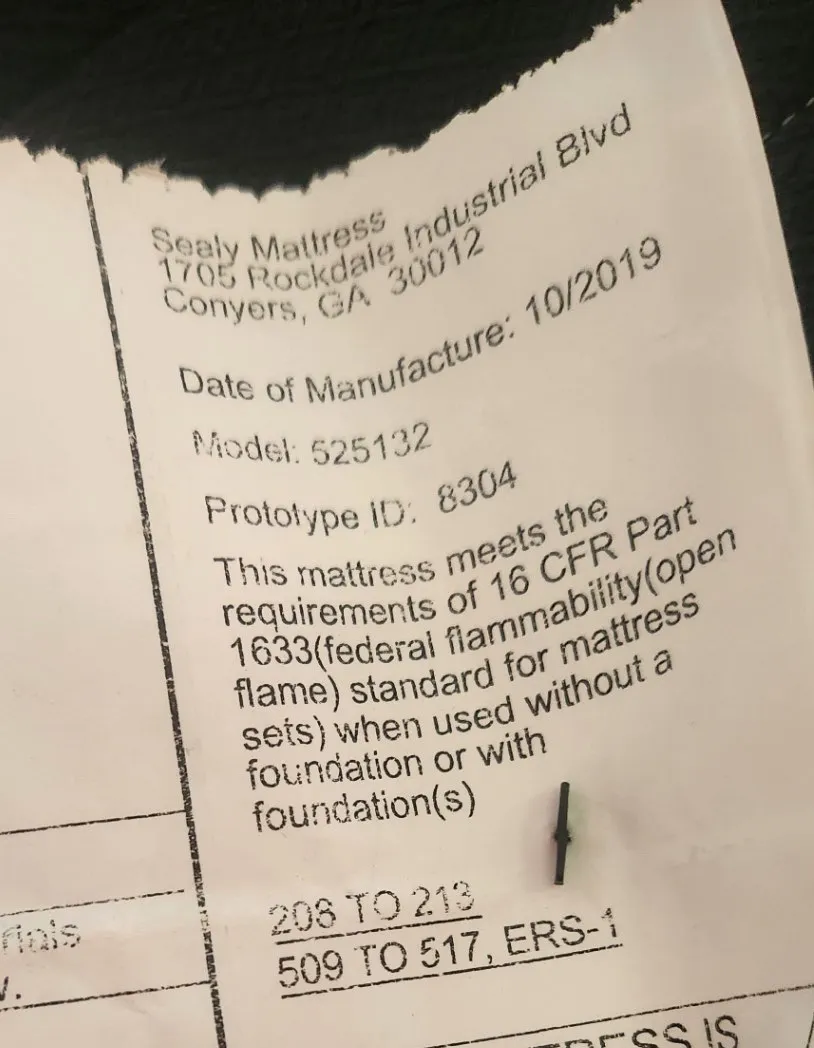 Sealy Mattress
1705 Rockdale Industrial Blvd
Conyers, GA 30012
Date of Manufacture: 10/2019
Model: 525132
Prototype ID: 8304
This mattress meets the
requirements of 16 CFR Part
1633(federal flammability(open
flame) standard for mattress
sets) when used without a
foundation or with
foundation(s)
208 TO 213
509 TO 517, ERS-1
IS